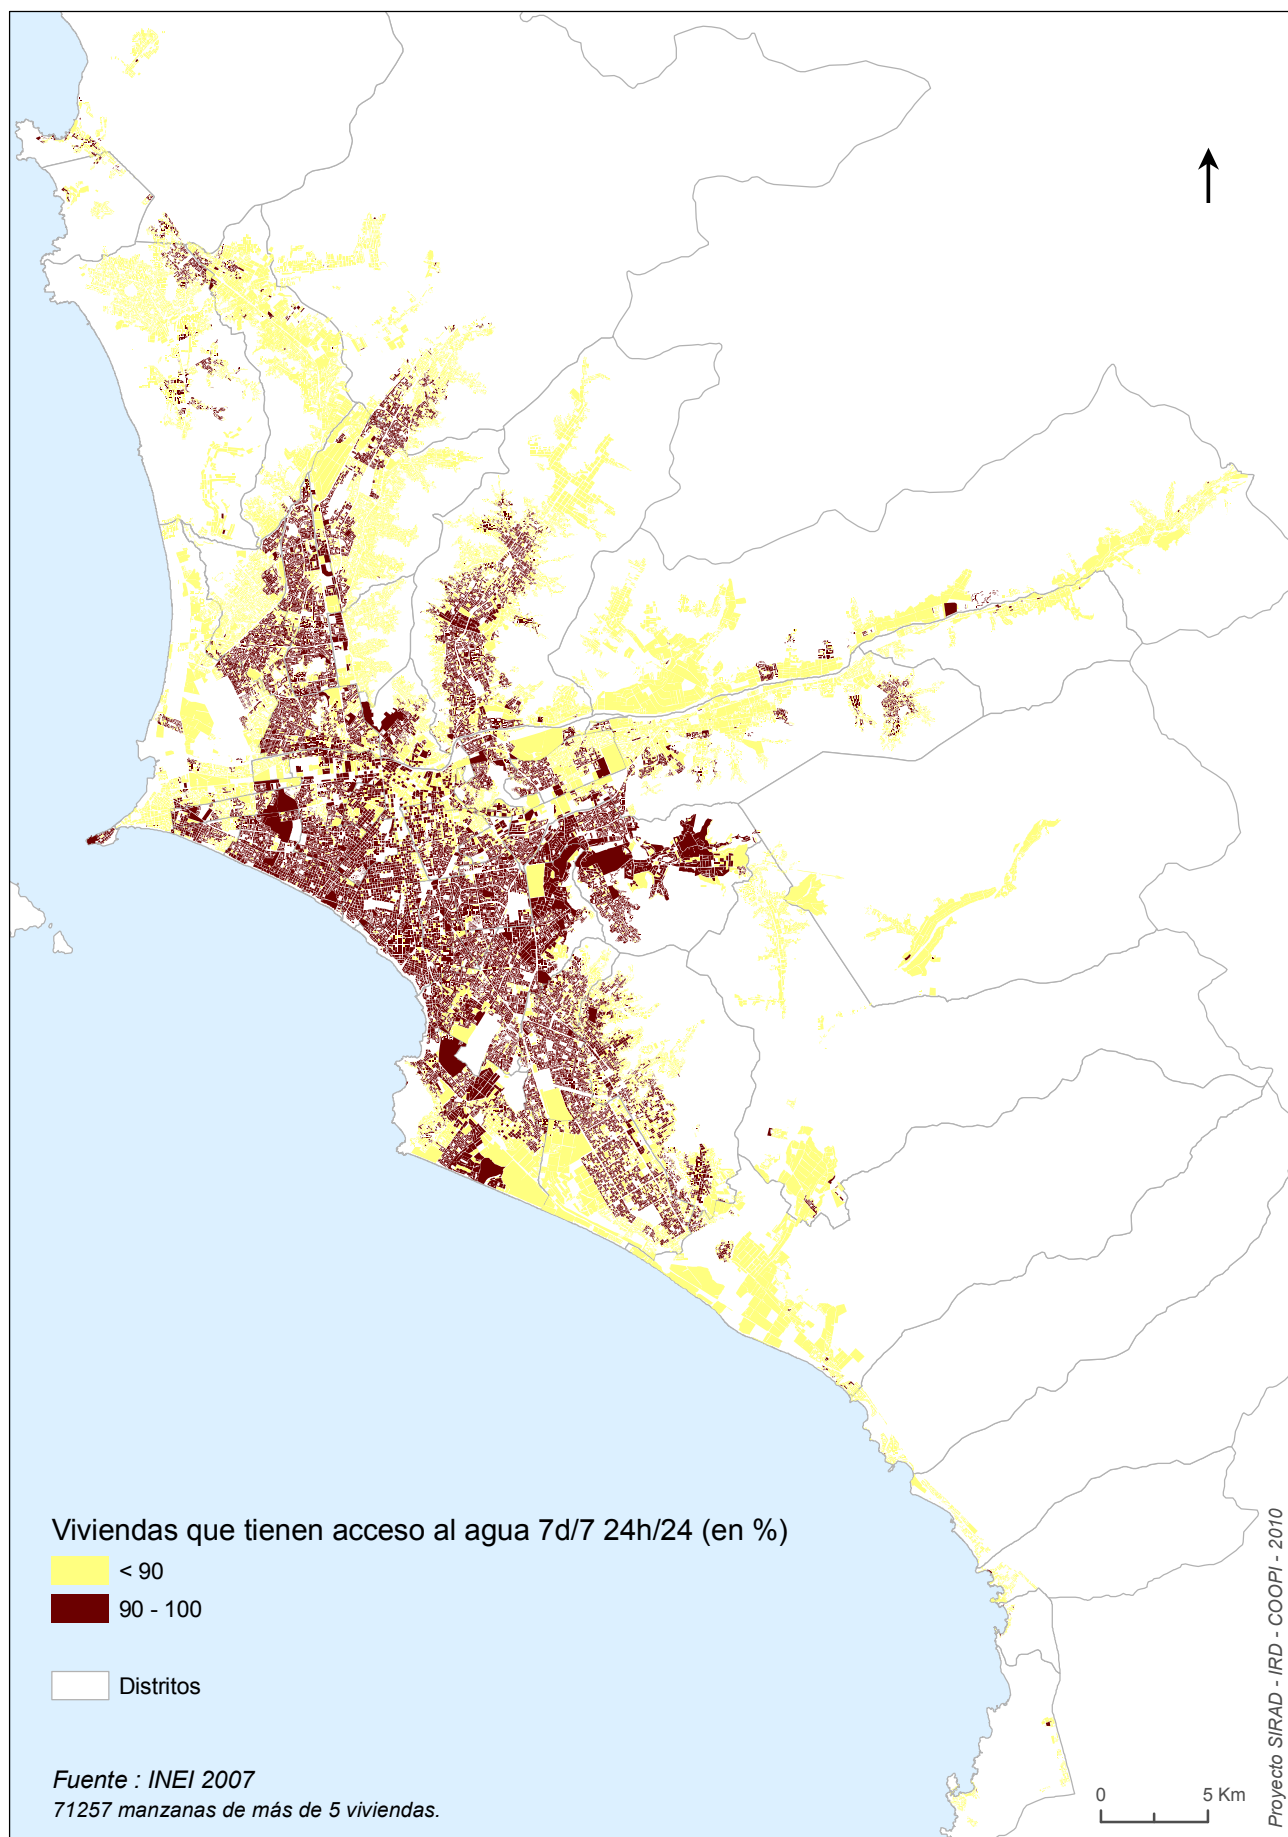 Viviendas que tienen acceso al agua 7d/7 24h/24 (en %)
< 90
90 - 100
Distritos
Fuente : INEI 2007
71257 manzanas de más de 5 viviendas.
0 5 Km
Proyecto SIRAD - IRD - COOPI - 2010